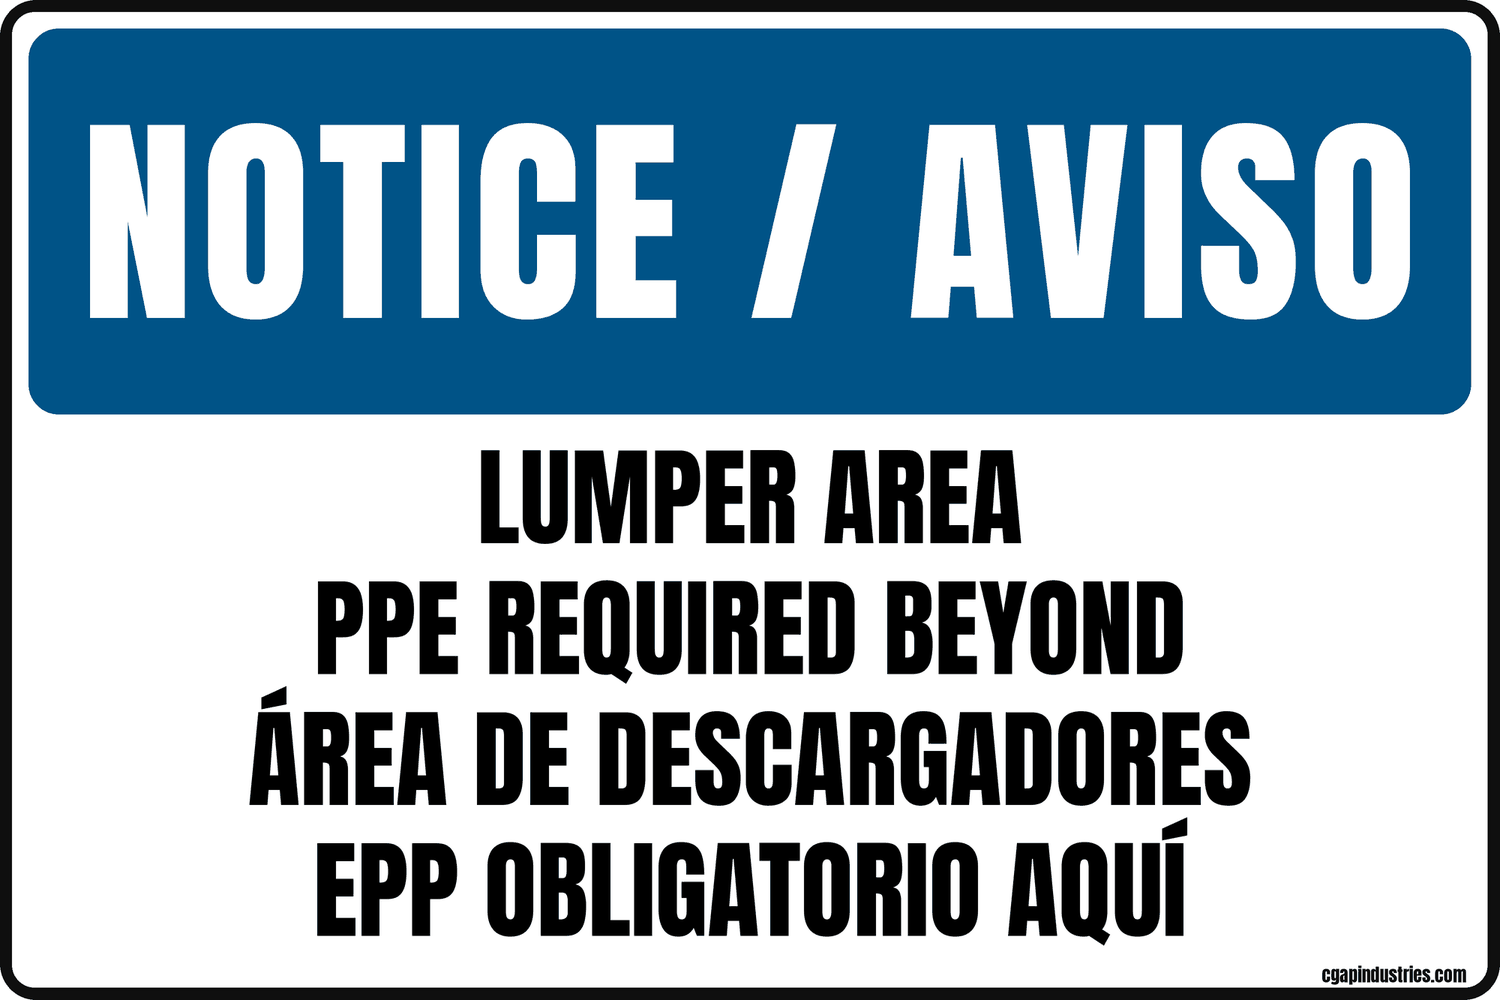 NOTICE / AVISO
LUMPER AREA
PPE REQUIRED BEYOND
ÁREA DE DESCARGADORES
EPP OBLIGATORIO AQUÍ
cgapindustries.com